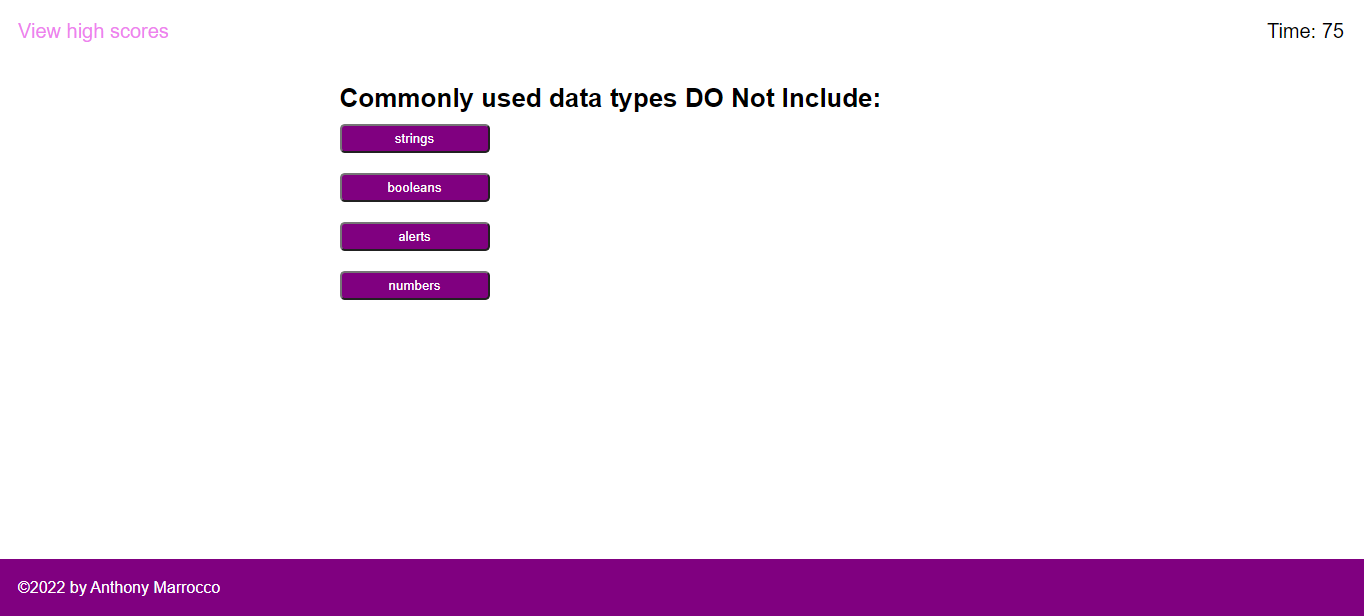 View high scores
Time: 75
Commonly used data types DO Not Include:
strings
booleans
alerts
numbers
©2022 by Anthony Marrocco